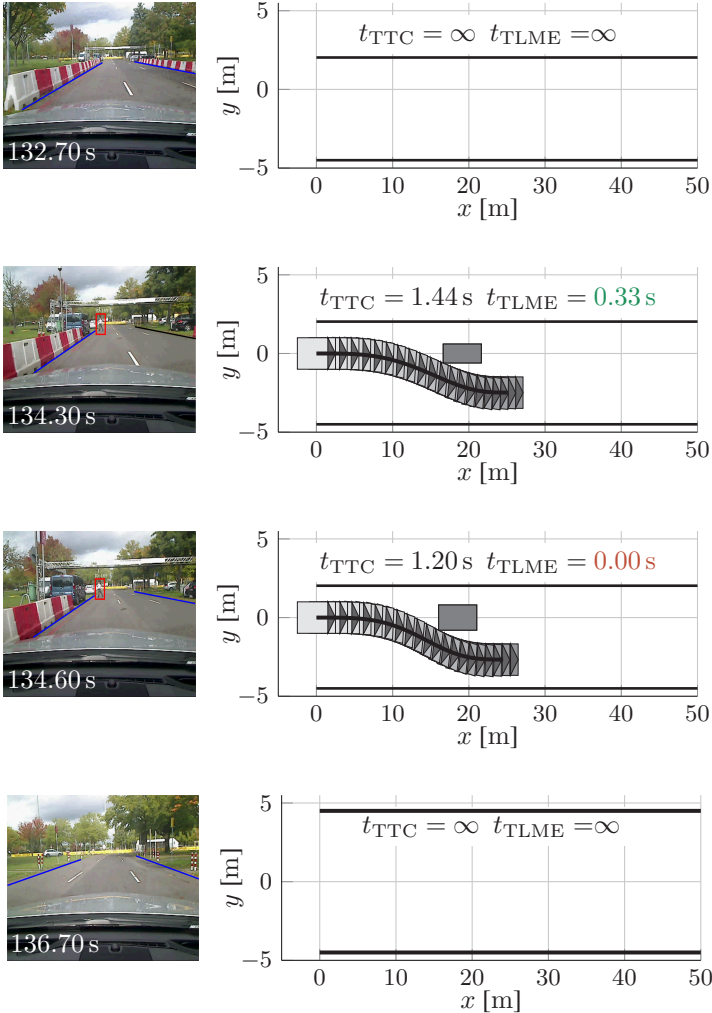 132.70 s
t_TTC = ∞ t_TLME =∞
y [m]
5
0
−5
0 10 20 30 40 50
x [m]
134.30 s
t_TTC = 1.44 s t_TLME = 0.33 s
y [m]
5
0
−5
0 10 20 30 40 50
x [m]
134.60 s
t_TTC = 1.20 s t_TLME = 0.00 s
y [m]
5
0
−5
0 10 20 30 40 50
x [m]
136.70 s
t_TTC = ∞ t_TLME =∞
y [m]
5
0
−5
0 10 20 30 40 50
x [m]